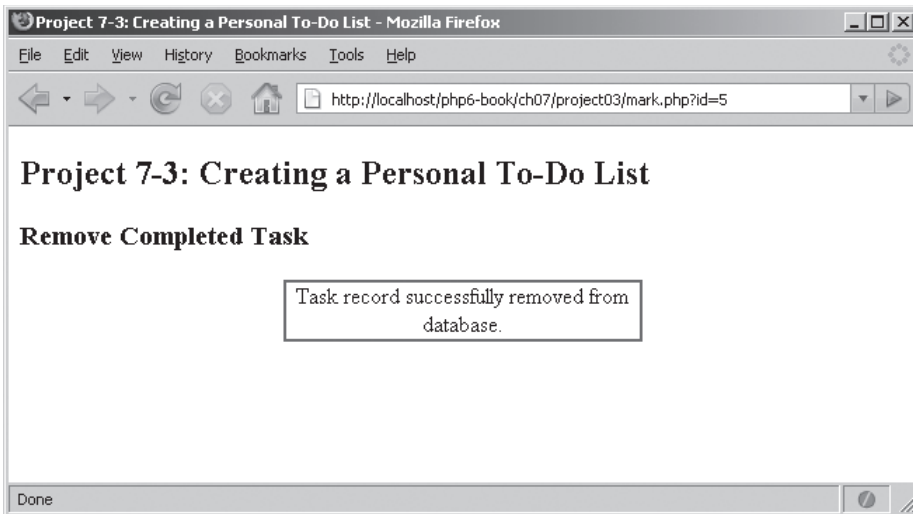 Project 7-3: Creating a Personal To-Do List - Mozilla Firefox
File Edit View History Bookmarks Tools Help
http://localhost/php6-book/ch07/project03/mark.php?id=5
Project 7-3: Creating a Personal To-Do List
Remove Completed Task
Task record successfully removed from
database.
Done